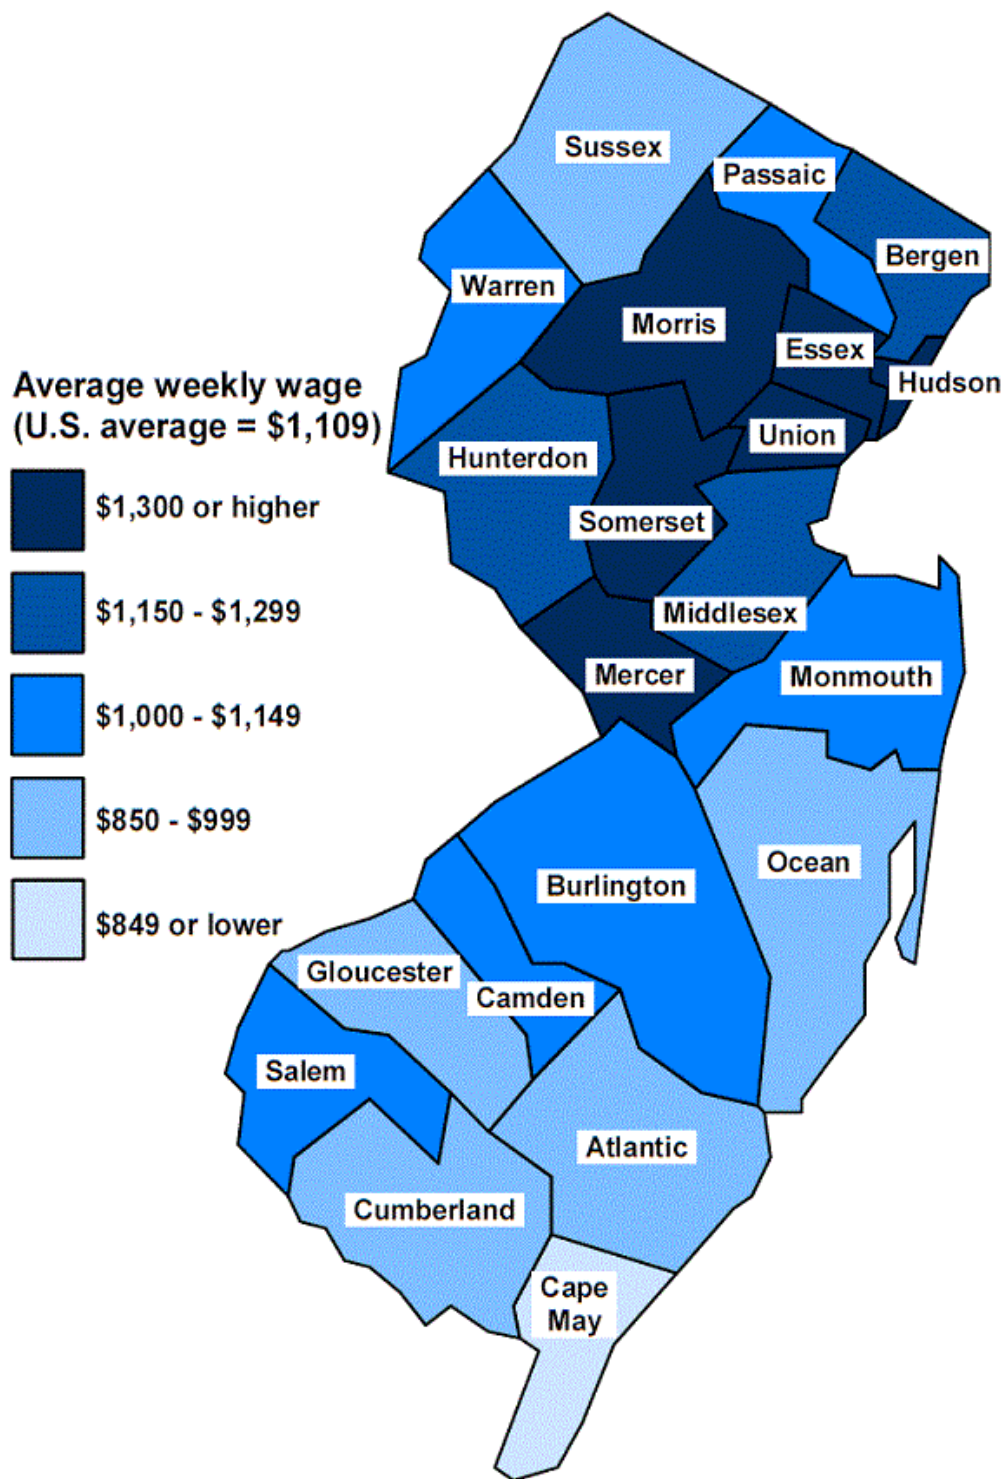 Sussex
Passaic
Bergen
Warren
Morris
Essex
Hudson
Average weekly wage
(U.S. average = $1,109)
Union
Hunterdon
$1,300 or higher
Somerset
$1,150 - $1,299
Middlesex
Mercer
Monmouth
$1,000 - $1,149
$850 - $999
Ocean
Burlington
$849 or lower
Gloucester
Camden
Salem
Atlantic
Cumberland
Cape
May